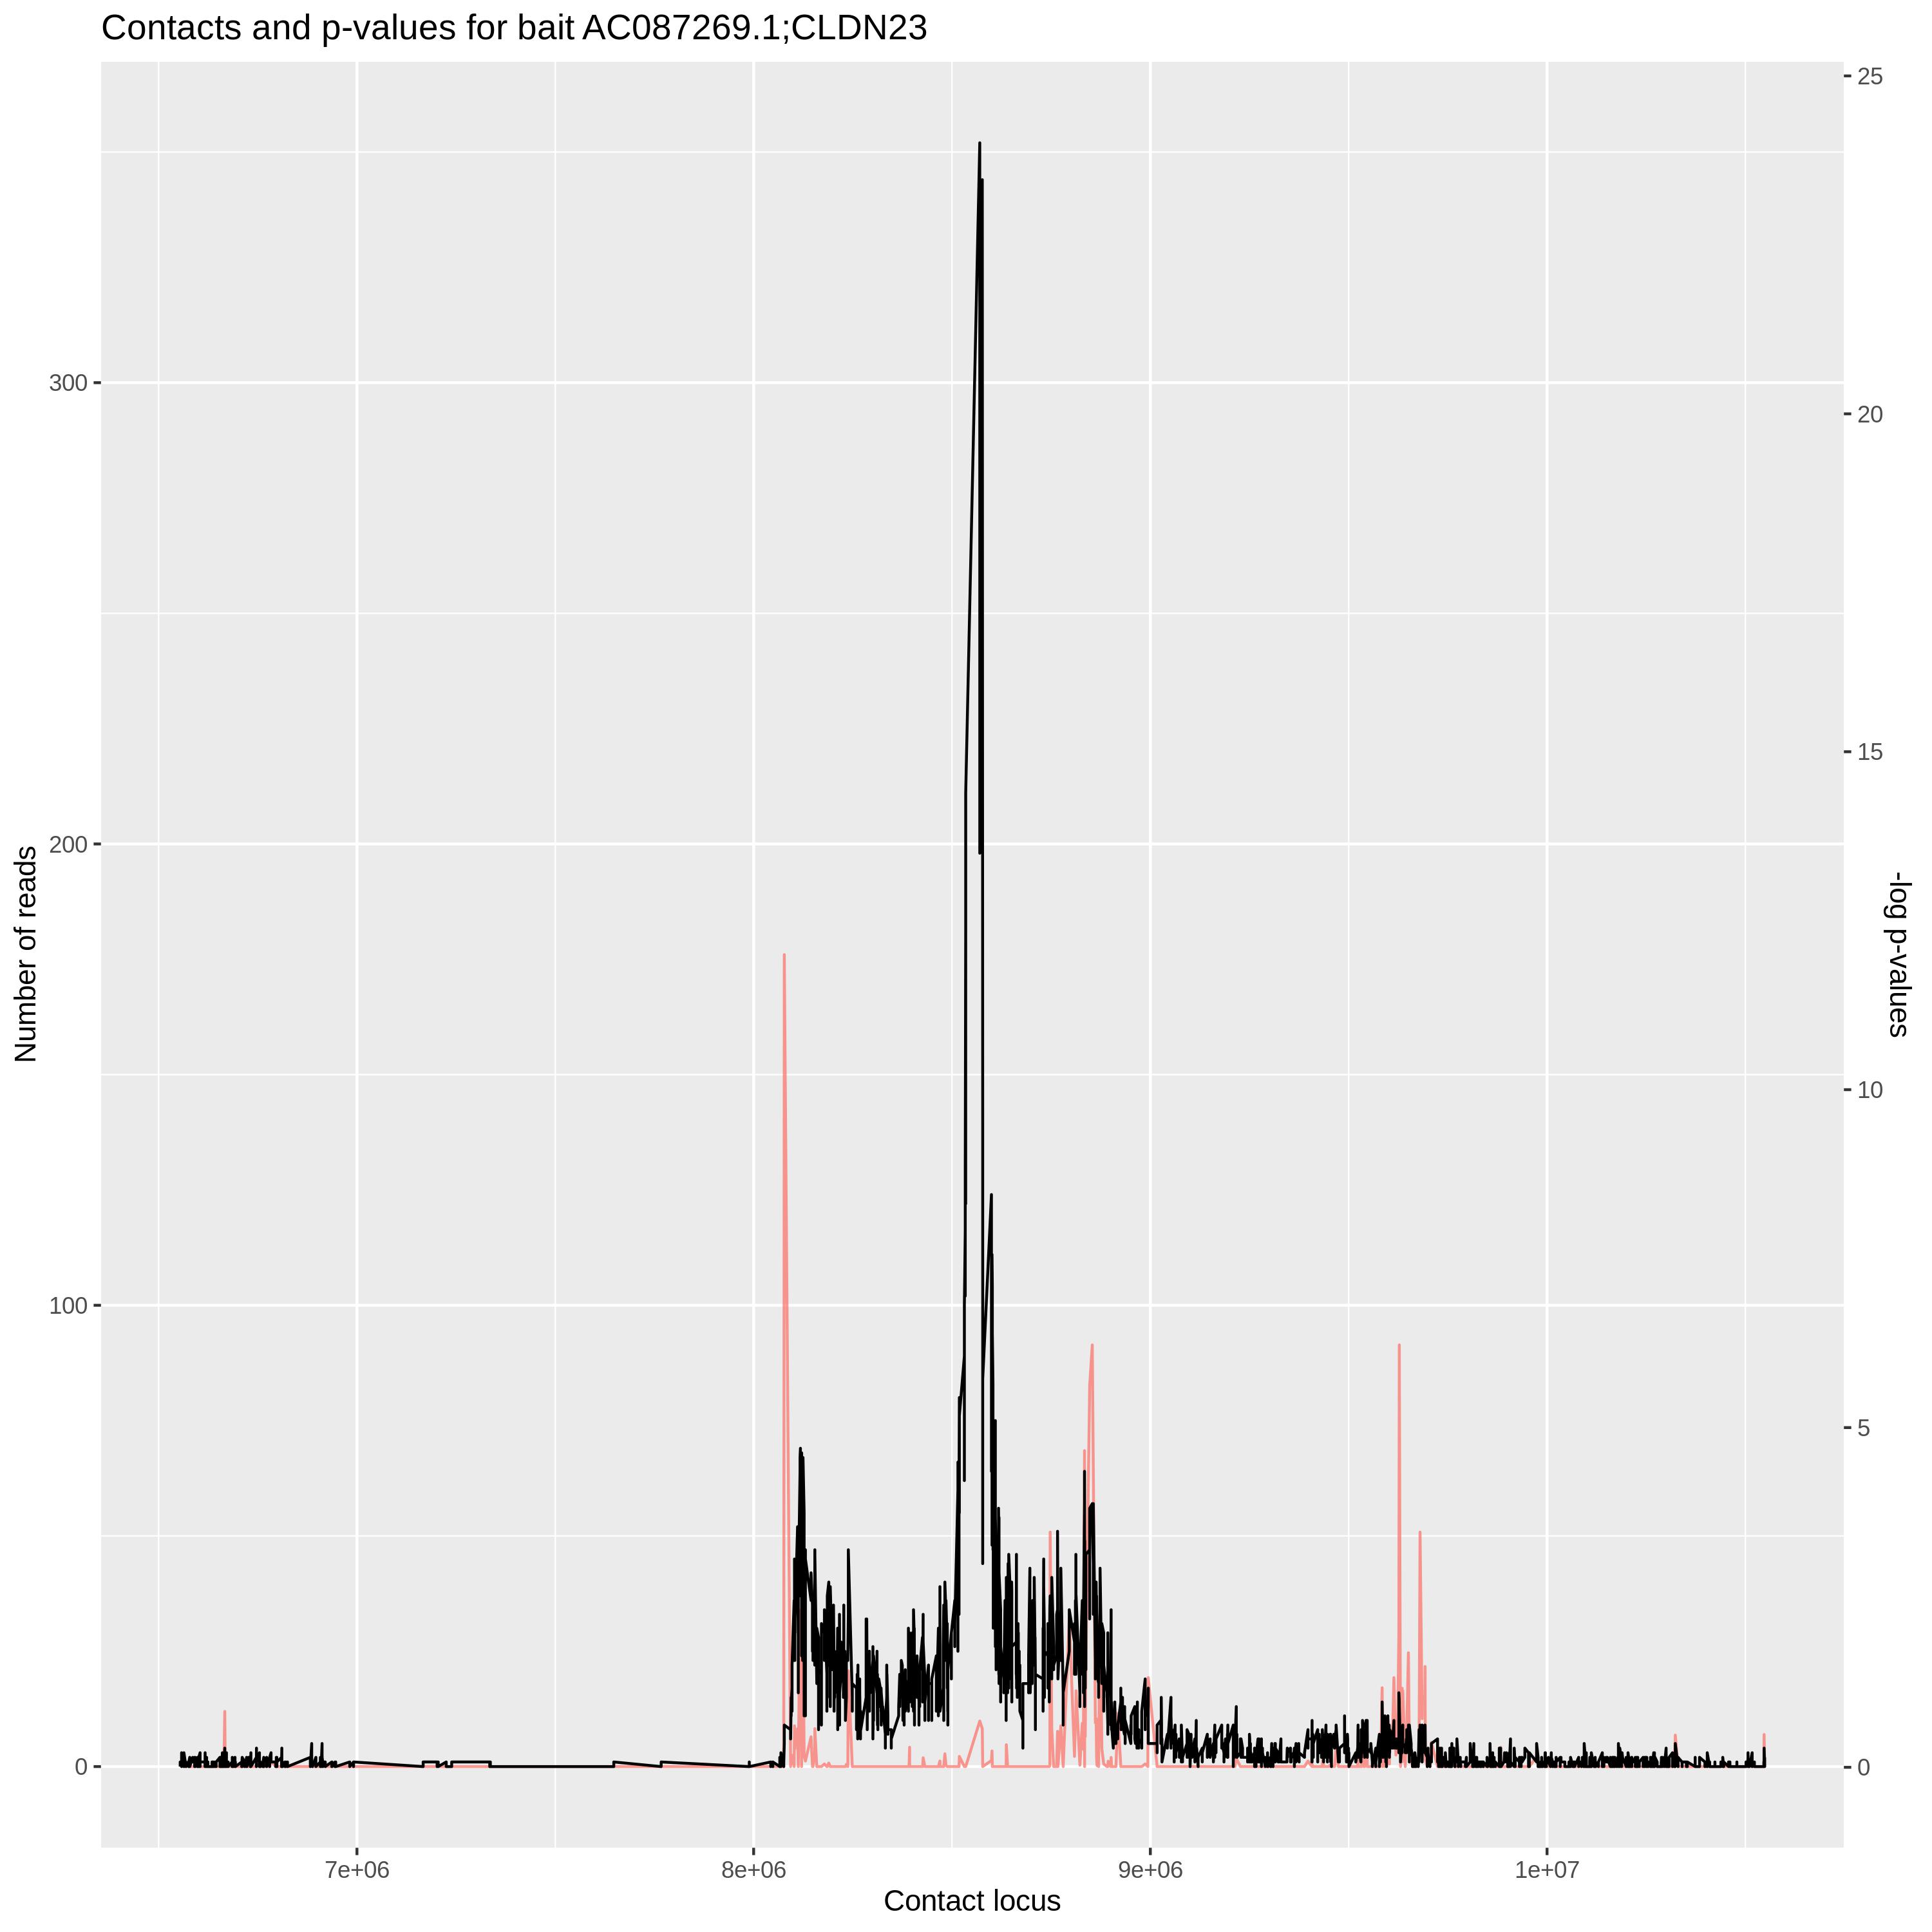 Contacts and p-values for bait AC087269.1;CLDN23
Number of reads
300
200
100
0
25
20
15
10
5
0
-log p-values
7e+06
8e+06
9e+06
1e+07
Contact locus